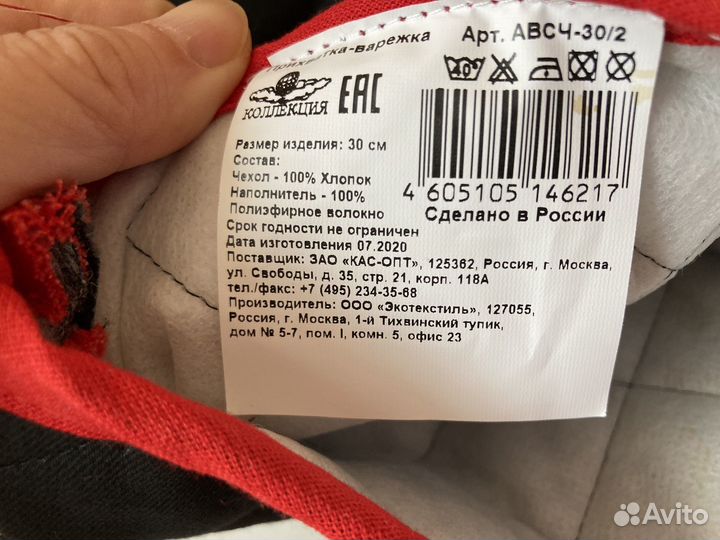 Прихватка-варежка
Арт. АВСЧ-30/2
40
КОЛЛЕКЦИЯ
ЕАС
Размер изделия: 30 см
Состав:
Чехол - 100% Хлопок
Наполнитель - 100%
Полиэфирное волокно
Срок годности не ограничен
Дата изготовления 07.2020
4 605105 146217
Сделано в России
Поставщик: ЗАО «КАС-ОПТ», 125362, Россия, г. Москва,
ул. Свободы, д. 35, стр. 21, корп. 118А
тел./факс: +7 (495) 234-35-68
Производитель: ООО «Экотекстиль», 127055,
Россия, г. Москва, 1-й Тихвинский тупик,
дом № 5-7, пом. I, комн. 5, офис 23
Avito